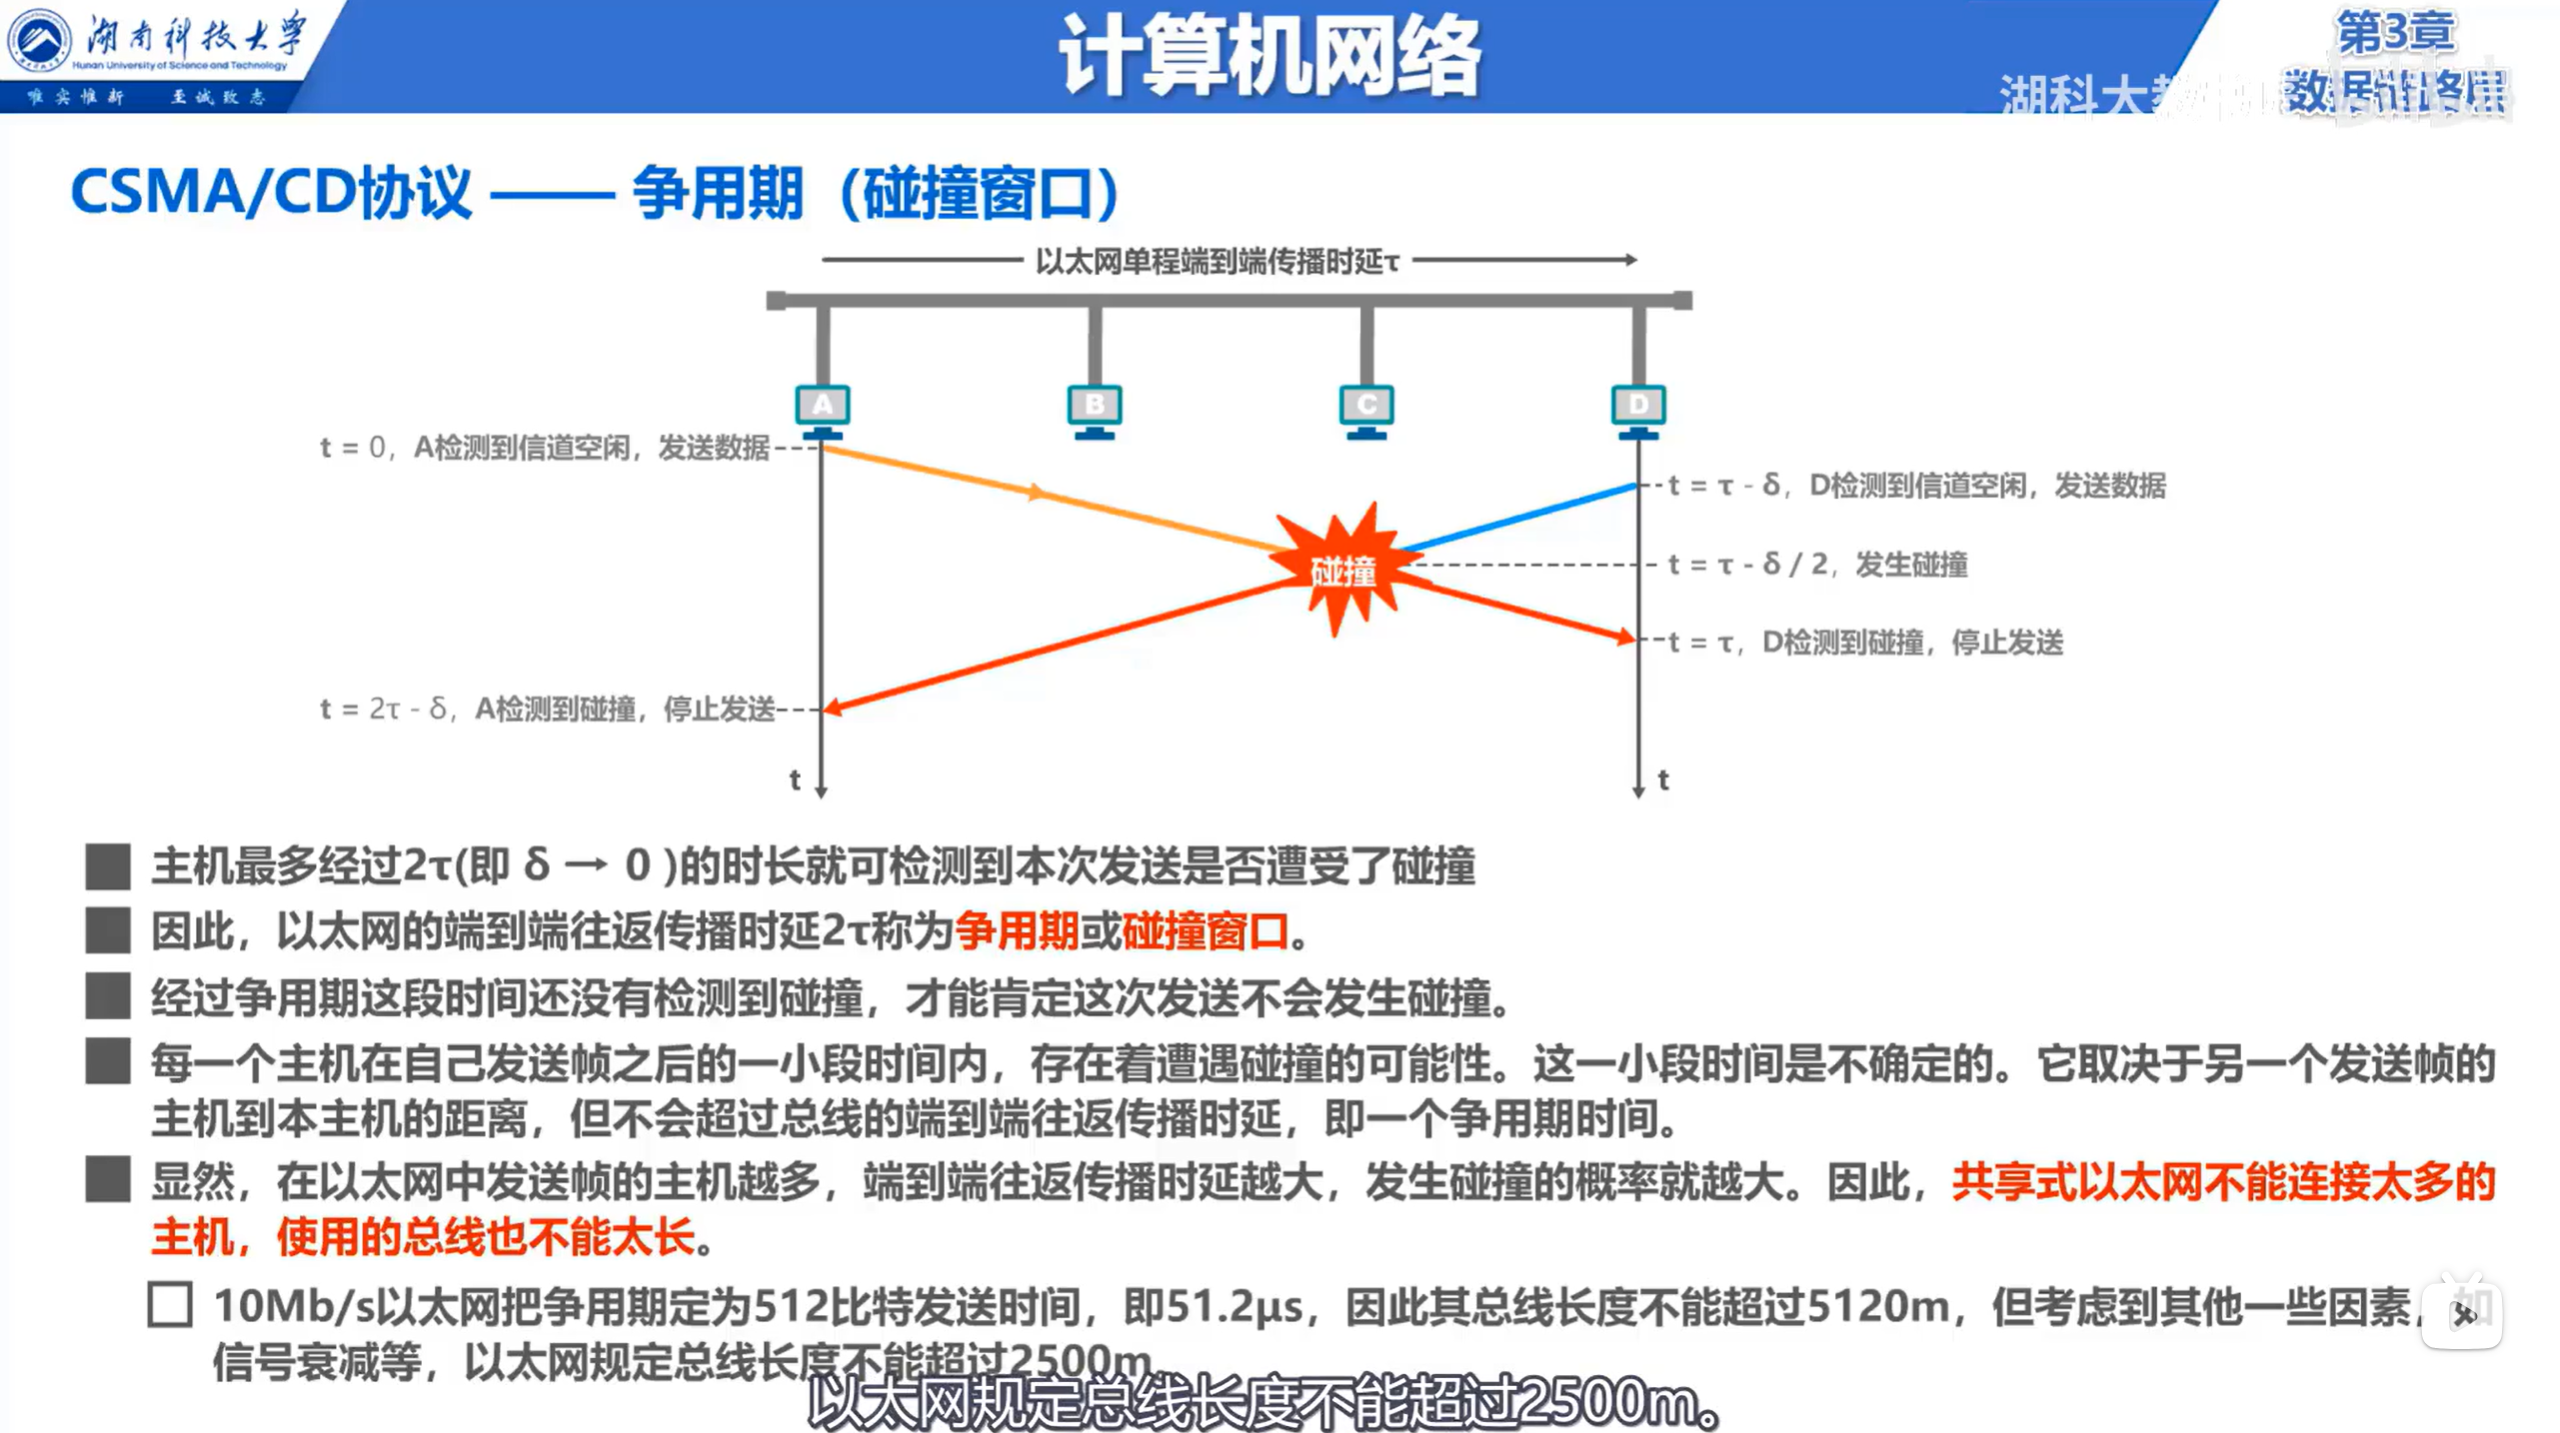 湖南科技大学
Hunan University of Science and Technology
唯实惟新 至诚致志
计算机网络
第3章
数据链路层
湖科大教
CSMA/CD协议 —— 争用期（碰撞窗口）
以太网单程端到端传播时延τ
A
B
C
D
t = 0，A检测到信道空闲，发送数据
t = τ - δ，D检测到信道空闲，发送数据
碰撞
t = τ - δ / 2，发生碰撞
t = τ，D检测到碰撞，停止发送
t = 2τ - δ，A检测到碰撞，停止发送
t
t
主机最多经过2τ(即 δ → 0 )的时长就可检测到本次发送是否遭受了碰撞
因此，以太网的端到端往返传播时延2τ称为争用期或碰撞窗口。
经过争用期这段时间还没有检测到碰撞，才能肯定这次发送不会发生碰撞。
每一个主机在自己发送帧之后的一小段时间内，存在着遭遇碰撞的可能性。这一小段时间是不确定的。它取决于另一个发送帧的
主机到本主机的距离，但不会超过总线的端到端往返传播时延，即一个争用期时间。
显然，在以太网中发送帧的主机越多，端到端往返传播时延越大，发生碰撞的概率就越大。因此，共享式以太网不能连接太多的
主机，使用的总线也不能太长。
10Mb/s以太网把争用期定为512比特发送时间，即51.2μs，因此其总线长度不能超过5120m，但考虑到其他一些因素，如
信号衰减等，以太网规定总线长度不能超过2500m。
以太网规定总线长度不能超过2500m。